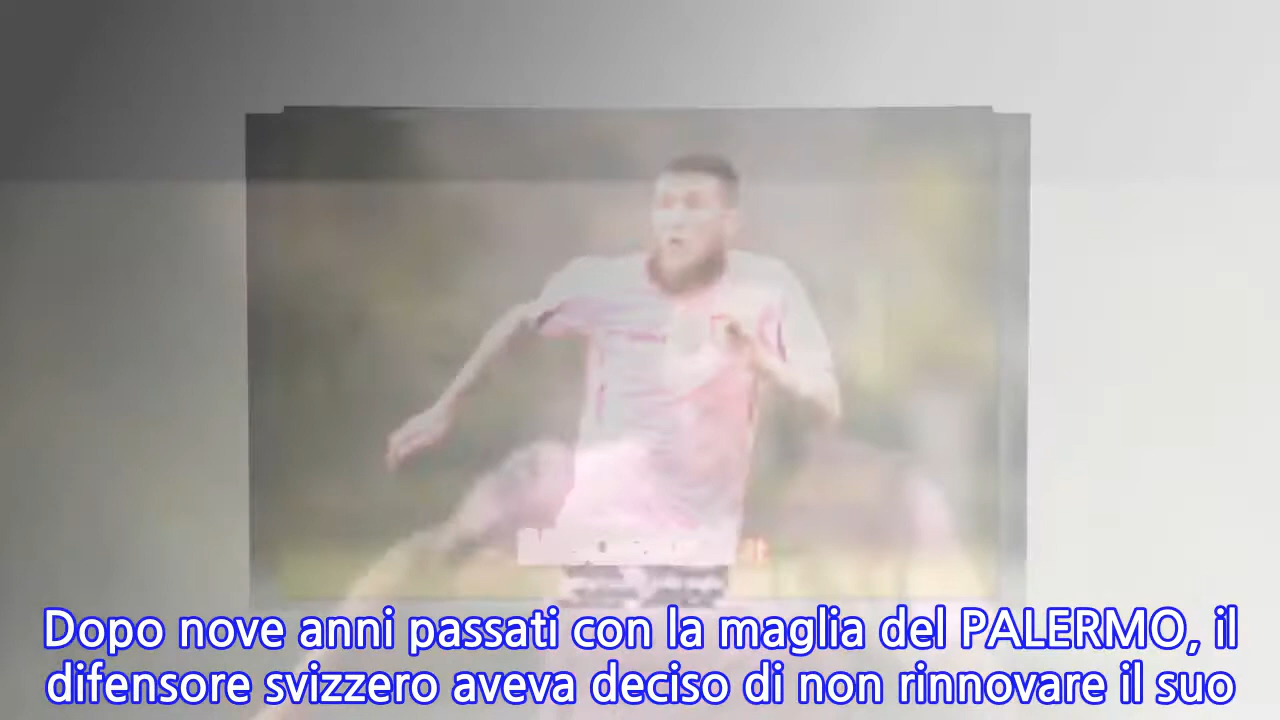 Dopo nove anni passati con la maglia del PALERMO, il
difensore svizzero aveva deciso di non rinnovare il suo